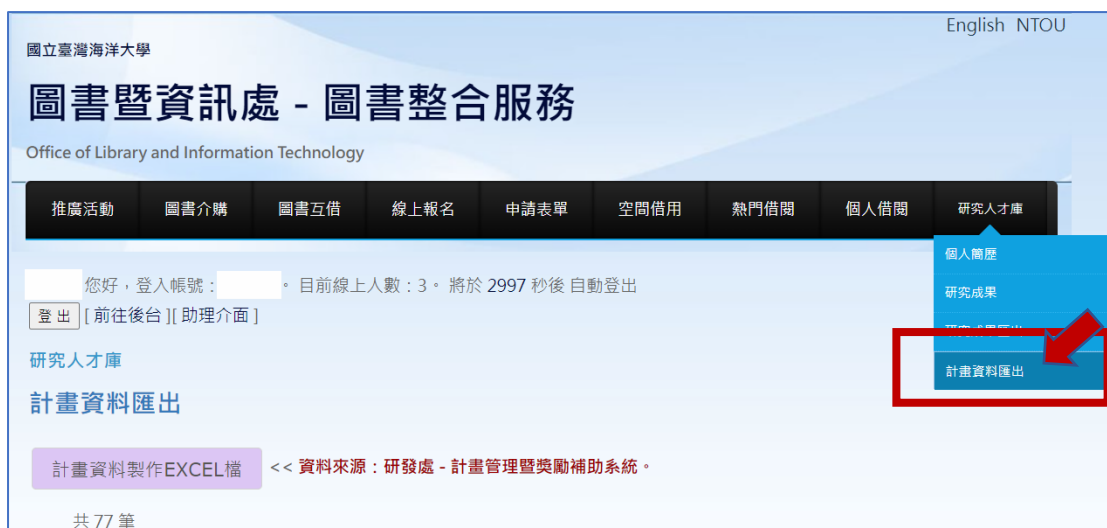 English NTOU
國立臺灣海洋大學
圖書暨資訊處 - 圖書整合服務
Office of Library and Information Technology
推廣活動 圖書介購 圖書互借 線上報名 申請表單 空間借用 熱門借閱 個人借閱 研究人才庫
個人簡歷
研究成果
研究成果匯出
計畫資料匯出
您好，登入帳號： 。目前線上人數：3。 將於 2997 秒後 自動登出
登出 [ 前往後台 ][ 助理介面 ]
研究人才庫
計畫資料匯出
計畫資料製作EXCEL檔 << 資料來源：研發處 - 計畫管理暨獎勵補助系統。
共 77 筆